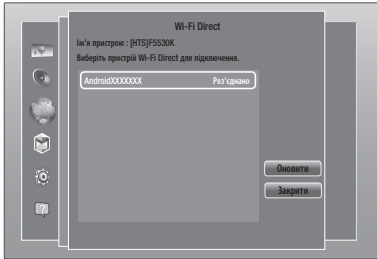 Wi-Fi Direct
Ім'я пристрою : [HTS]F5530K
Виберіть пристрій Wi-Fi Direct для підключення.
AndroidXXXXXXX Роз'єднано
Оновити
Закрити